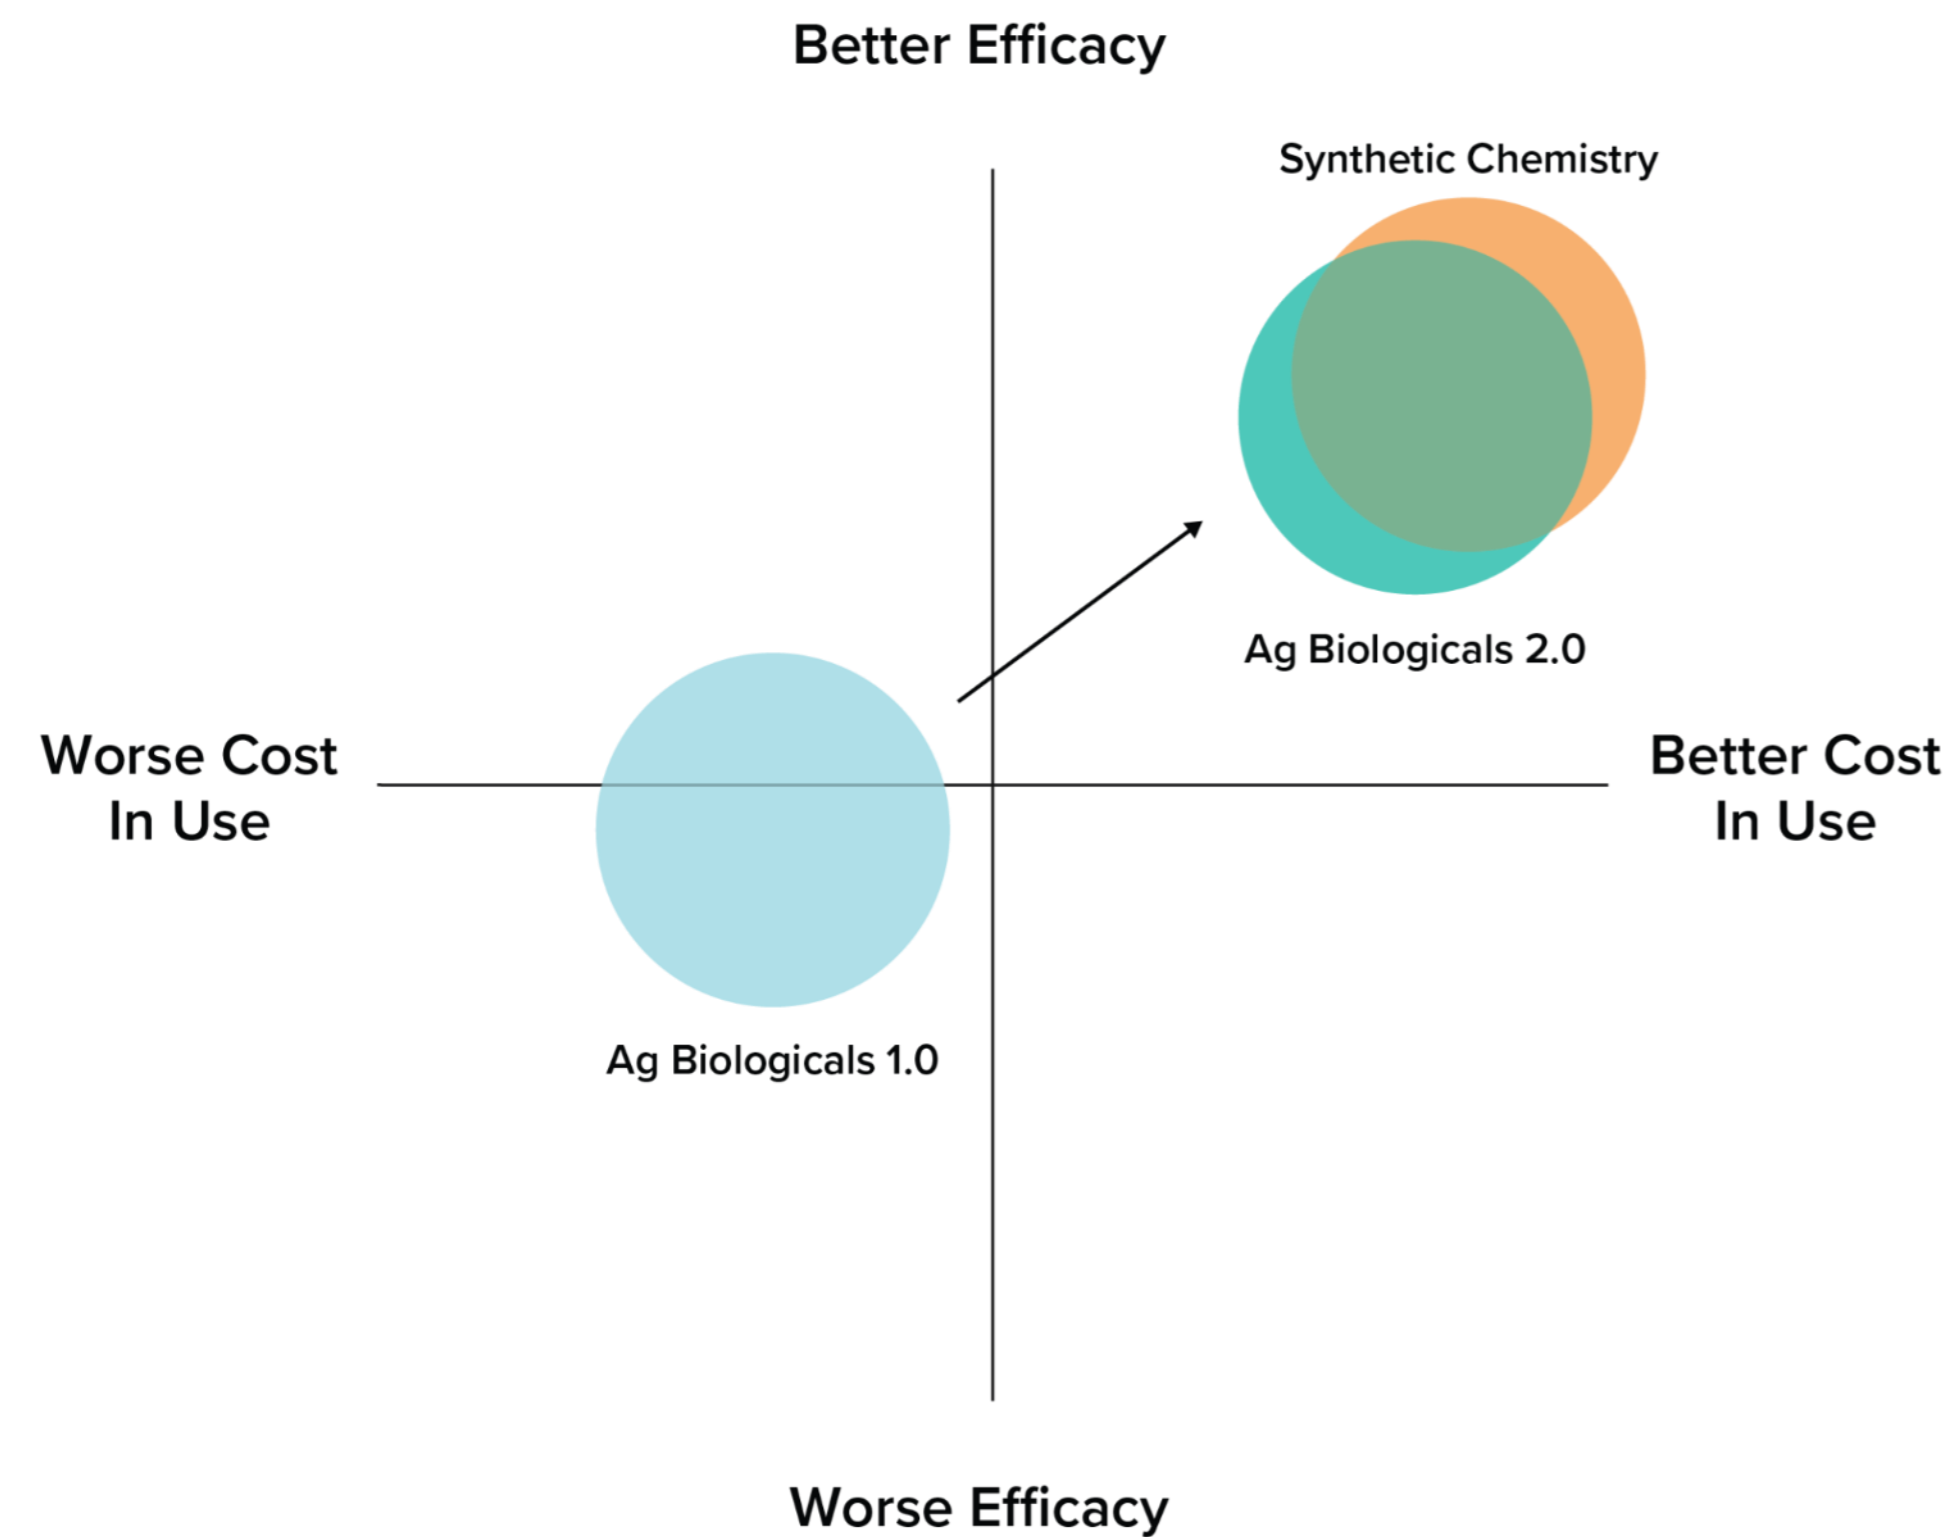 Better Efficacy
Synthetic Chemistry
Ag Biologicals 2.0
Worse Cost
In Use
Better Cost
In Use
Ag Biologicals 1.0
Worse Efficacy